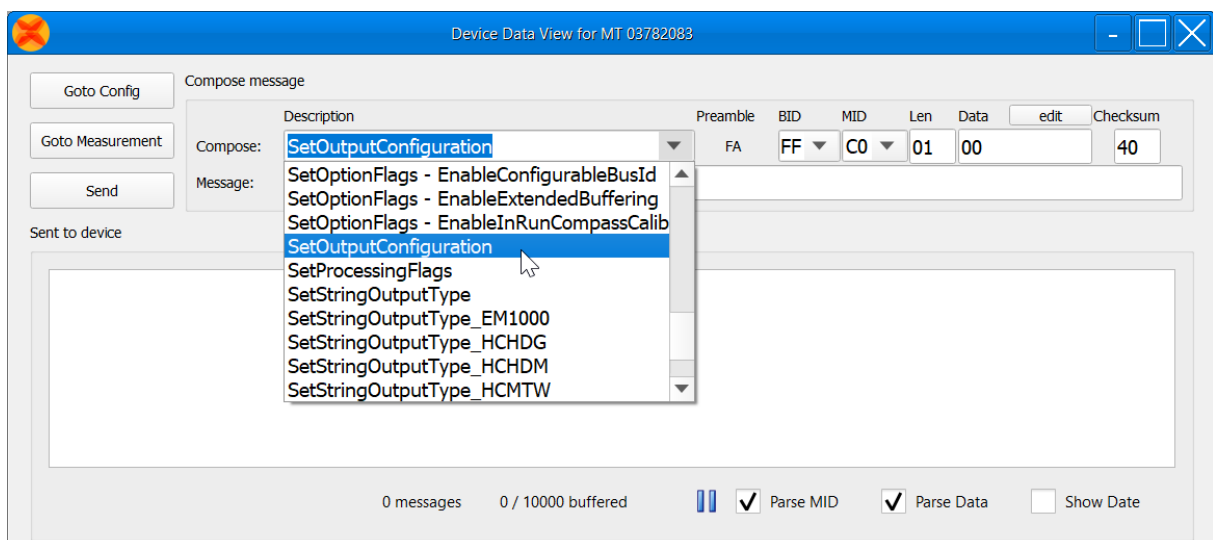 Device Data View for MT 03782083
Goto Config
Compose message
Description Preamble BID MID Len Data edit Checksum
Goto Measurement Compose: SetOutputConfiguration FA FF C0 01 00 40
Send Message:
SetOptionFlags - EnableConfigurableBusId
SetOptionFlags - EnableExtendedBuffering
SetOptionFlags - EnableInRunCompassCalib
SetOutputConfiguration
SetProcessingFlags
SetStringOutputType
SetStringOutputType_EM1000
SetStringOutputType_HCHDG
SetStringOutputType_HCHDM
SetStringOutputType_HCMTW
Sent to device
0 messages 0 / 10000 buffered Parse MID Parse Data Show Date